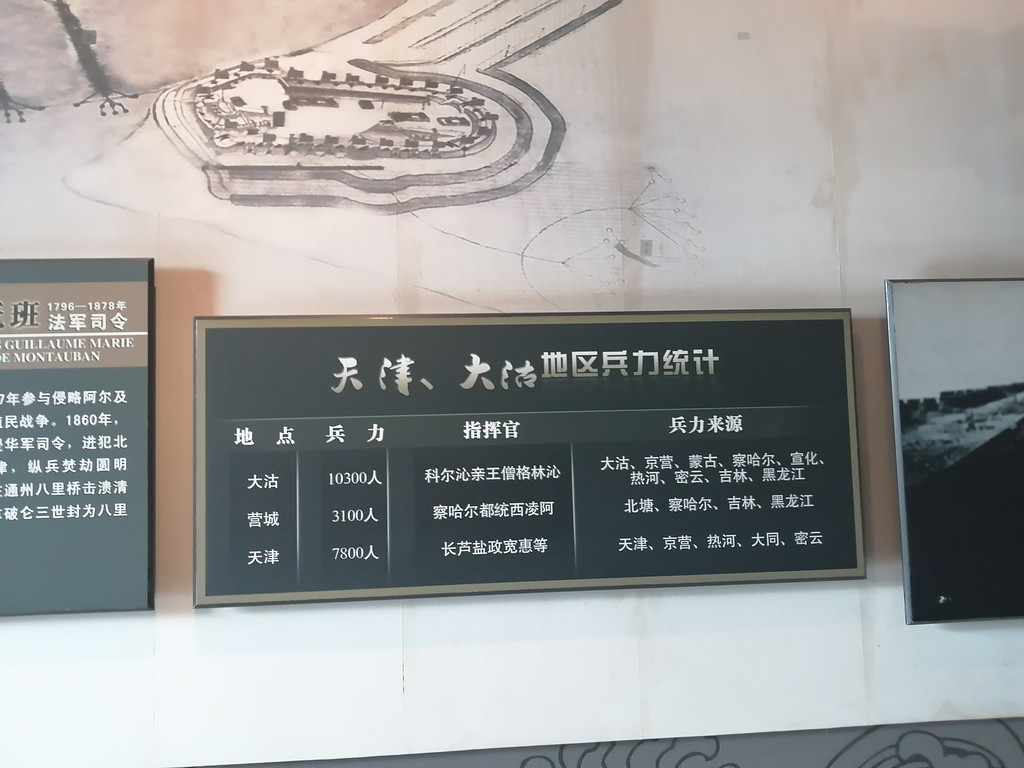 班 1796—1878年
法军司令
GUILLAUME MARIE
DE MONTAUBAN
7年参与侵略阿尔及
民战争。1860年,
华军司令,进犯北
津,纵兵焚劫圆明
通州八里桥击溃清
破仑三世封为八里
天津、大沽地区兵力统计
地点 兵力 指挥官 兵力来源
大沽 10300人 科尔沁亲王僧格林沁 大沽、京营、蒙古、察哈尔、宣化、
热河、密云、吉林、黑龙江
营城 3100人 察哈尔都统西凌阿 北塘、察哈尔、吉林、黑龙江
天津 7800人 长芦盐政宽惠等 天津、京营、热河、大同、密云